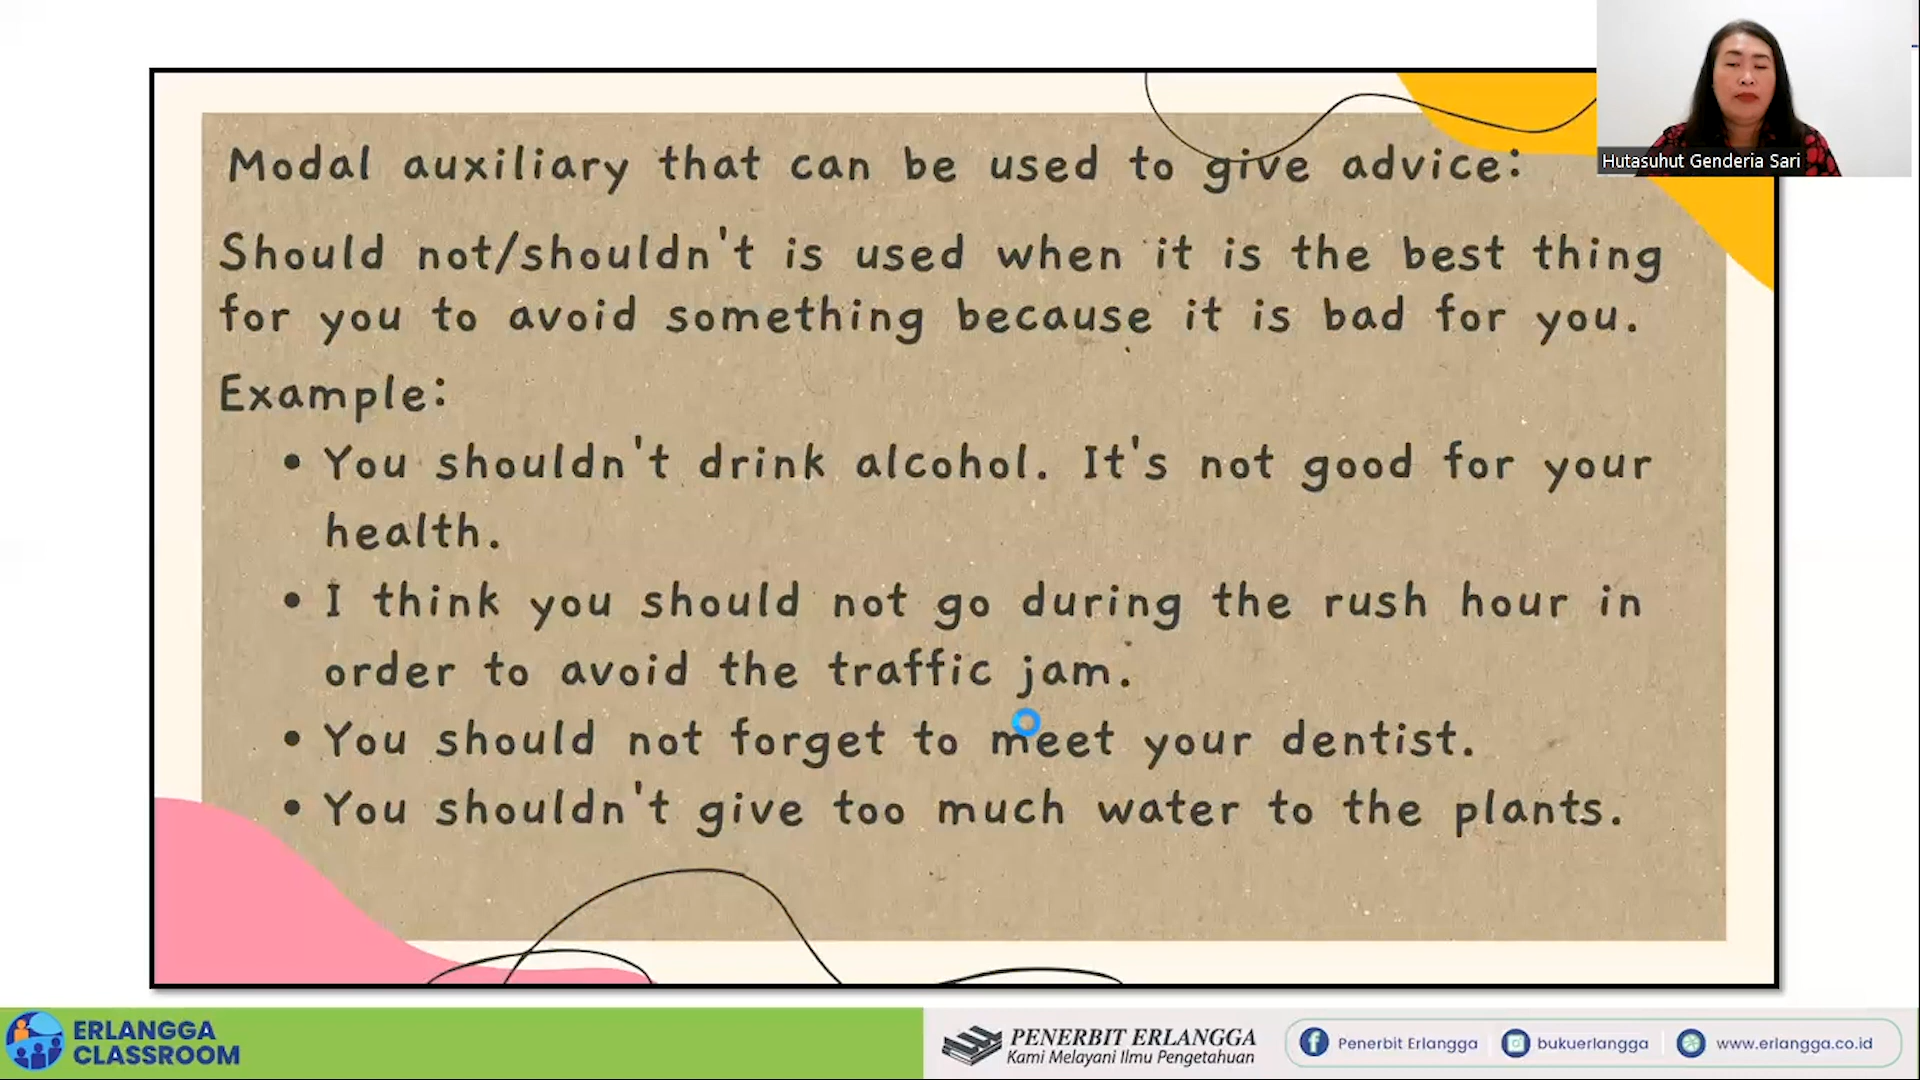 Hutasuhut Genderia Sari
Modal auxiliary that can be used to give advice:
Should not/shouldn't is used when it is the best thing
for you to avoid something because it is bad for you.
Example:
• You shouldn't drink alcohol. It's not good for your
health.
• I think you should not go during the rush hour in
order to avoid the traffic jam.
• You should not forget to meet your dentist.
• You shouldn't give too much water to the plants.
ERLANGGA
CLASSROOM
PENERBIT ERLANGGA
Kami Melayani Ilmu Pengetahuan
Penerbit Erlangga
bukuerlangga
www.erlangga.co.id